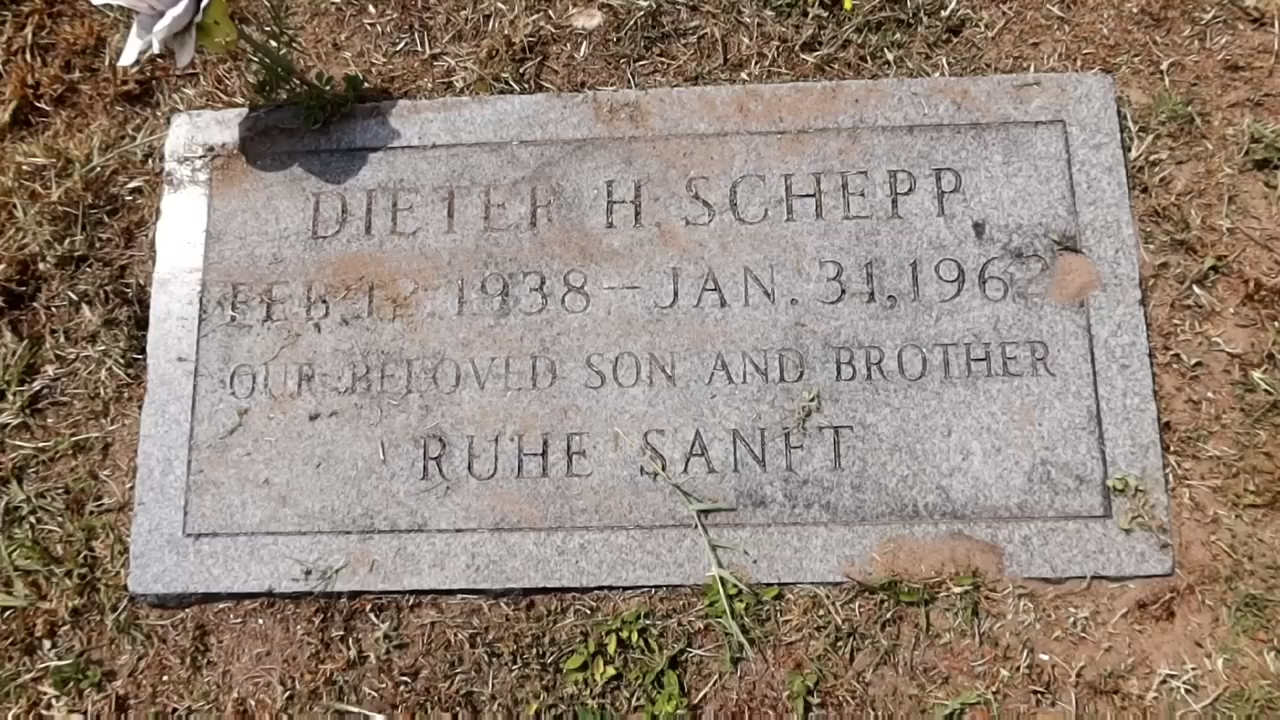 DIETER H. SCHEPP
FEB. 12, 1938 – JAN. 31, 1962
OUR BELOVED SON AND BROTHER
RUHE SANFT